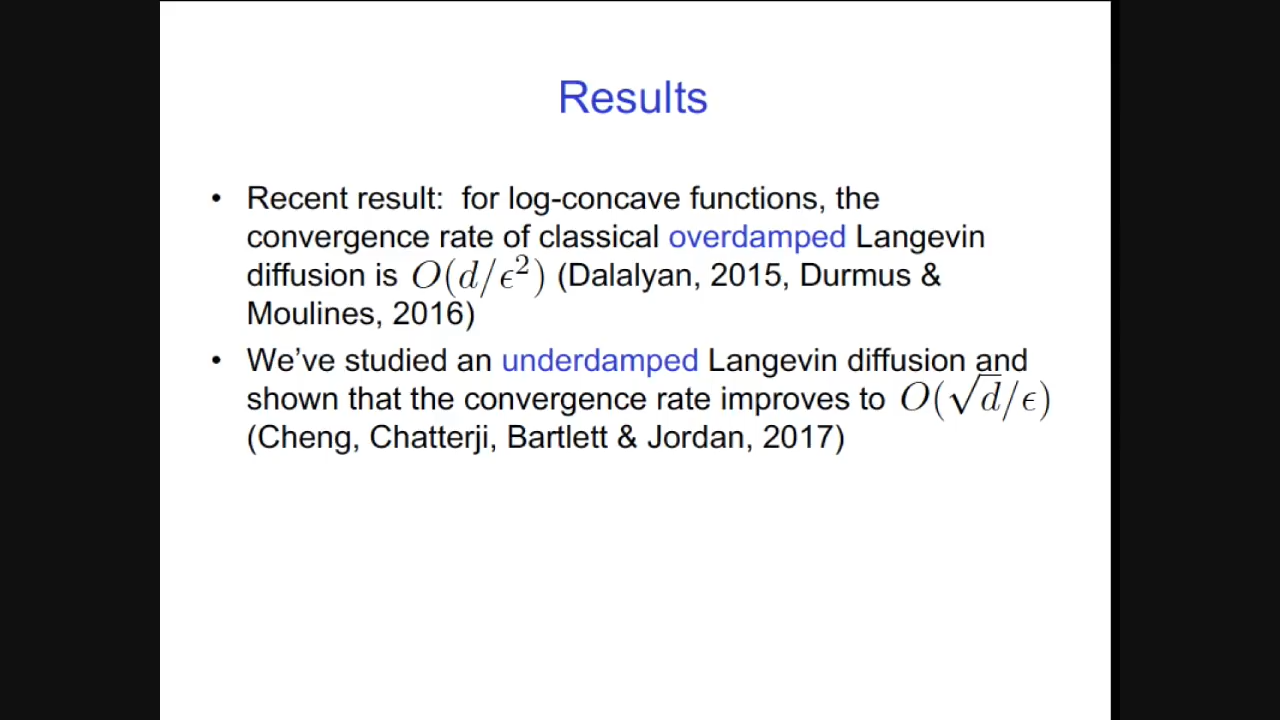 Results
• Recent result: for log-concave functions, the
convergence rate of classical overdamped Langevin
diffusion is O(d/ϵ²) (Dalalyan, 2015, Durmus &
Moulines, 2016)
• We’ve studied an underdamped Langevin diffusion and
shown that the convergence rate improves to O(√d/ϵ)
(Cheng, Chatterji, Bartlett & Jordan, 2017)